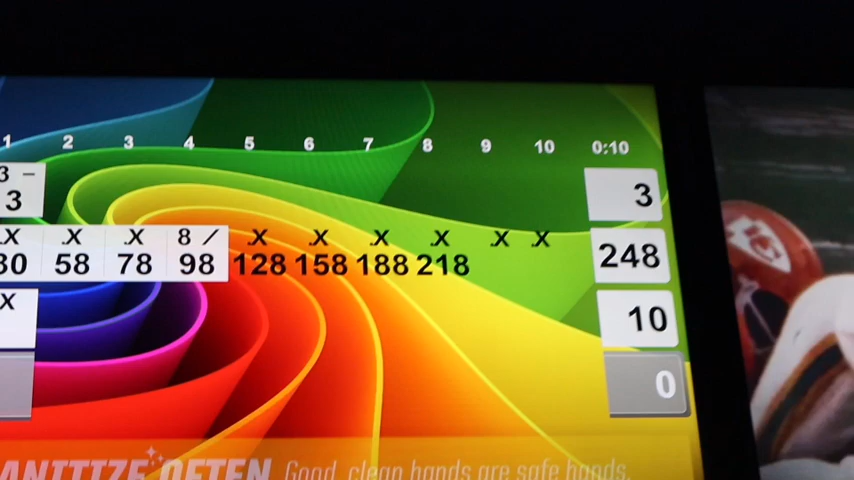 1 2 3 4 5 6 7 8 9 10 0:10
3 –
3 3
X X X 8 / X X X X X X
30 58 78 98 128 158 188 218 248
X
10
0
OFTEN Good, clean hands are safe hands.